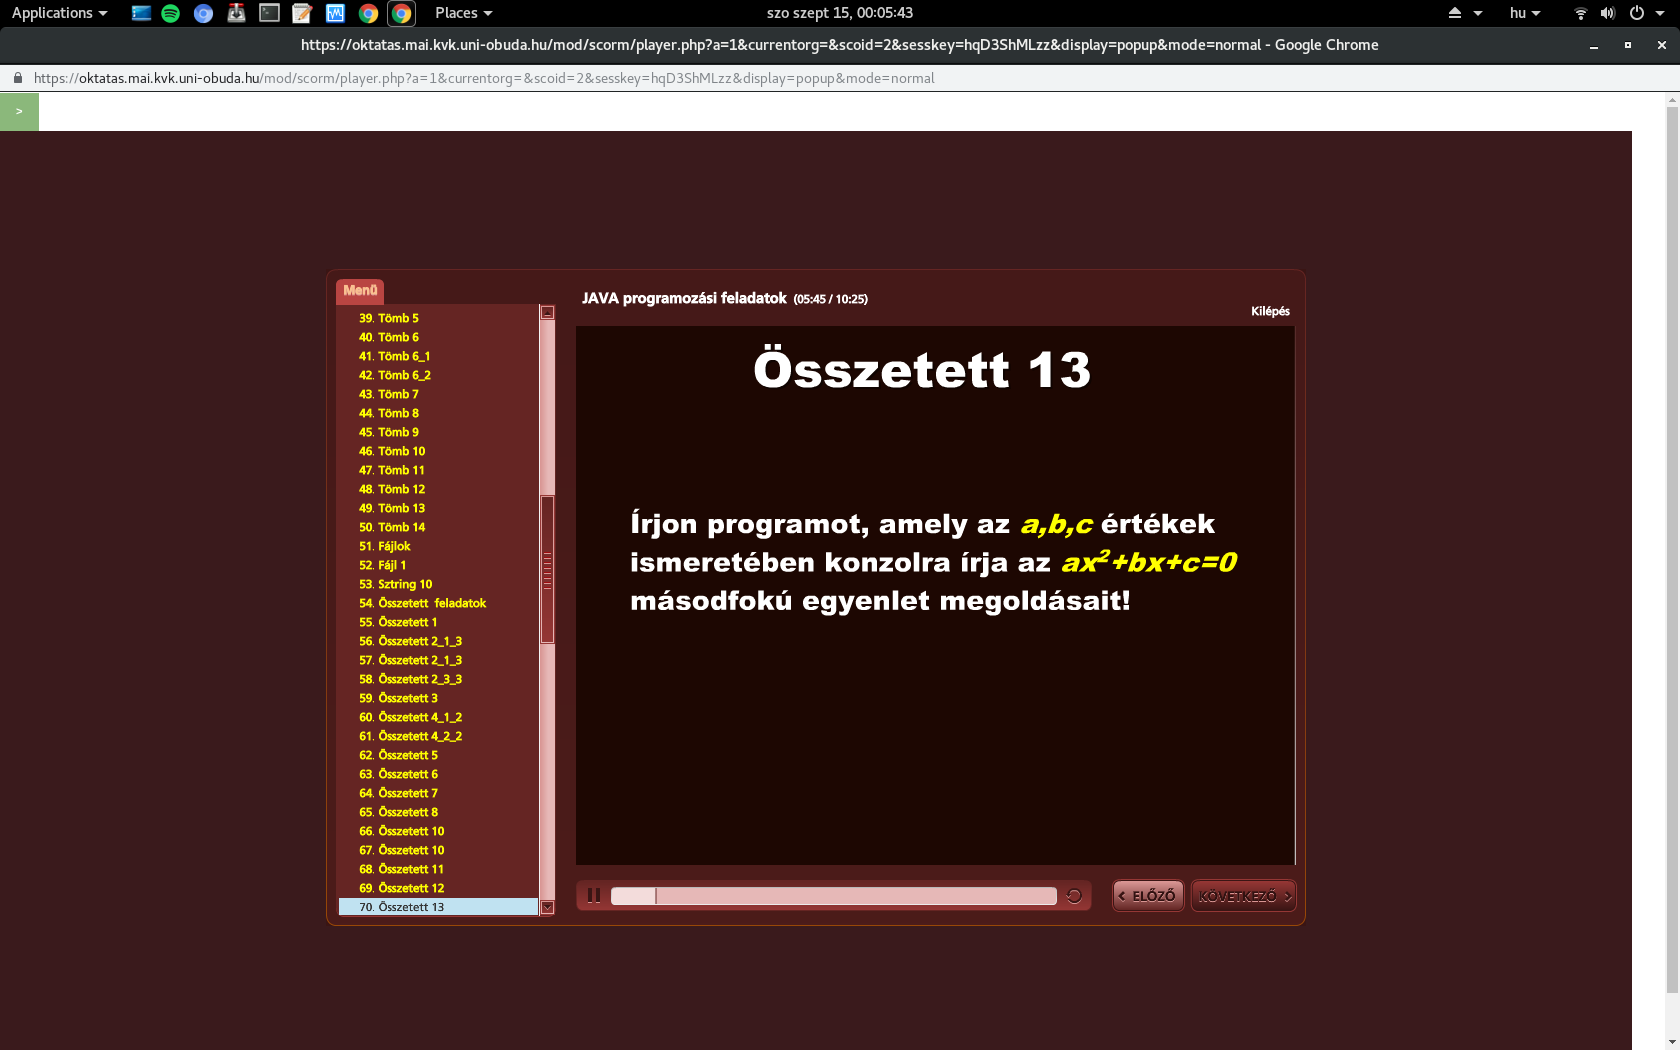 Applications
Places
szo szept 15, 00:05:43
hu
https://oktatas.mai.kvk.uni-obuda.hu/mod/scorm/player.php?a=1&currentorg=&scoid=2&sesskey=hqD3ShMLzz&display=popup&mode=normal - Google Chrome
https://oktatas.mai.kvk.uni-obuda.hu/mod/scorm/player.php?a=1&currentorg=&scoid=2&sesskey=hqD3ShMLzz&display=popup&mode=normal
>
Menü
39. Tömb 5
40. Tömb 6
41. Tömb 6_1
42. Tömb 6_2
43. Tömb 7
44. Tömb 8
45. Tömb 9
46. Tömb 10
47. Tömb 11
48. Tömb 12
49. Tömb 13
50. Tömb 14
51. Fájlok
52. Fájl 1
53. Sztring 10
54. Összetett feladatok
55. Összetett 1
56. Összetett 2_1_3
57. Összetett 2_1_3
58. Összetett 2_3_3
59. Összetett 3
60. Összetett 4_1_2
61. Összetett 4_2_2
62. Összetett 5
63. Összetett 6
64. Összetett 7
65. Összetett 8
66. Összetett 10
67. Összetett 10
68. Összetett 11
69. Összetett 12
70. Összetett 13
JAVA programozási feladatok (05:45 / 10:25)
Kilépés
Összetett 13
Írjon programot, amely az a,b,c értékek
ismeretében konzolra írja az ax²+bx+c=0
másodfokú egyenlet megoldásait!
< ELŐZŐ
KÖVETKEZŐ >